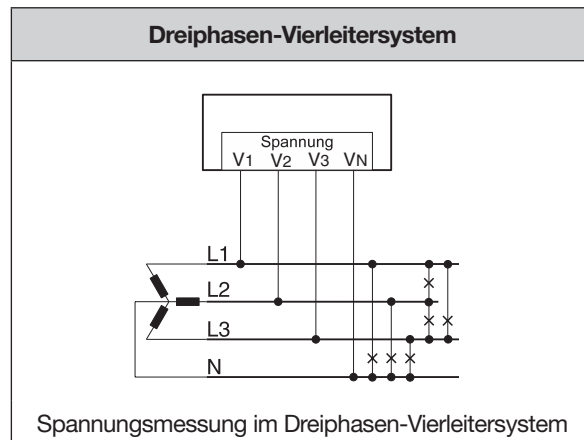 Dreiphasen-Vierleitersystem
Spannung
V1 V2 V3 VN
L1
L2
L3
N
Spannungsmessung im Dreiphasen-Vierleitersystem